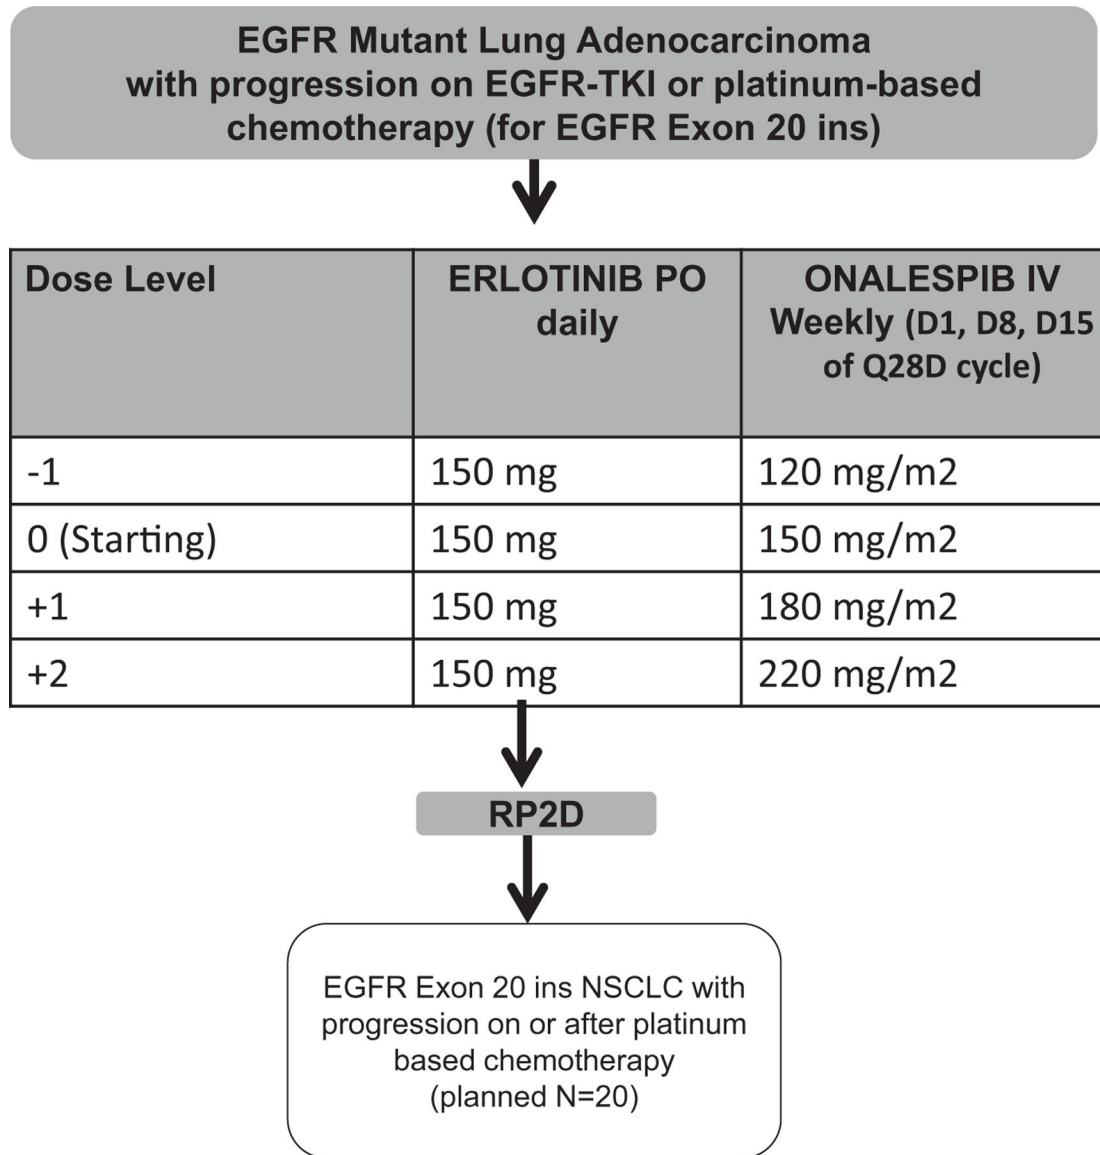 EGFR Mutant Lung Adenocarcinoma
with progression on EGFR-TKI or platinum-based
chemotherapy (for EGFR Exon 20 ins)
Dose Level
ERLOTINIB PO
daily
ONALESPIB IV
Weekly (D1, D8, D15
of Q28D cycle)
-1
150 mg
120 mg/m2
0 (Starting)
150 mg
150 mg/m2
+1
150 mg
180 mg/m2
+2
150 mg
220 mg/m2
RP2D
EGFR Exon 20 ins NSCLC with
progression on or after platinum
based chemotherapy
(planned N=20)